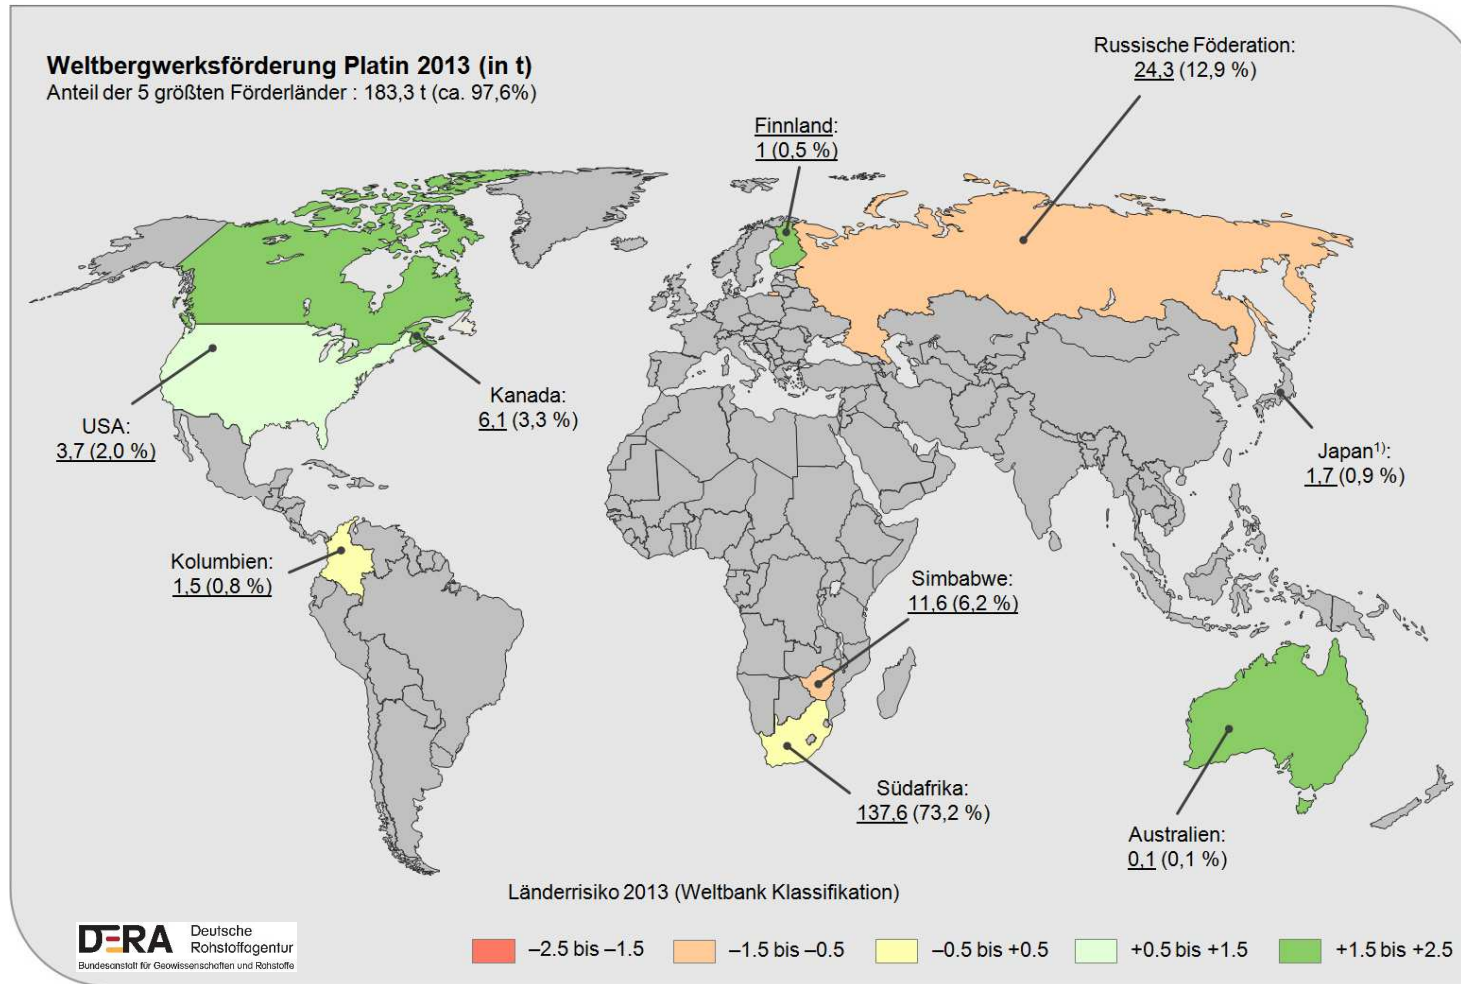 Weltbergwerksförderung Platin 2013 (in t)
Anteil der 5 größten Förderländer : 183,3 t (ca. 97,6%)
Russische Föderation:
24,3 (12,9 %)
Finnland:
1 (0,5 %)
Kanada:
6,1 (3,3 %)
USA:
3,7 (2,0 %)
Japan¹⁾:
1,7 (0,9 %)
Kolumbien:
1,5 (0,8 %)
Simbabwe:
11,6 (6,2 %)
Südafrika:
137,6 (73,2 %)
Australien:
0,1 (0,1 %)
Länderrisiko 2013 (Weltbank Klassifikation)
–2.5 bis –1.5
–1.5 bis –0.5
–0.5 bis +0.5
+0.5 bis +1.5
+1.5 bis +2.5
DERA Deutsche
Rohstoffagentur
Bundesanstalt für Geowissenschaften und Rohstoffe